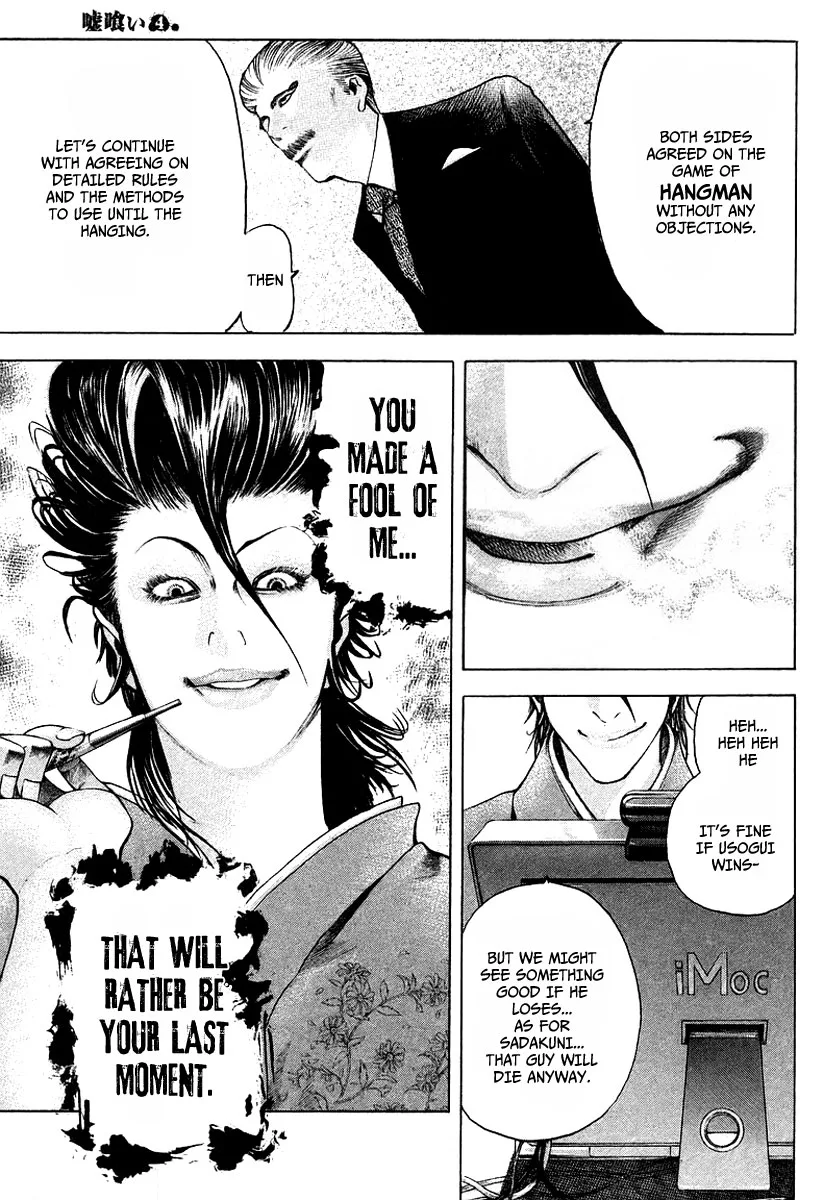 嘘喰い 4。
BOTH SIDES
AGREED ON THE
GAME OF
HANGMAN
WITHOUT ANY
OBJECTIONS.
THEN
LET'S CONTINUE
WITH AGREEING ON
DETAILED RULES
AND THE METHODS
TO USE UNTIL THE
HANGING.
YOU
MADE A
FOOL OF
ME...
HEH...
HEH HEH
HE
IT'S FINE
IF USOGUI
WINS-
BUT WE MIGHT
SEE SOMETHING
GOOD IF HE
LOSES...
AS FOR
SADAKUNI...
THAT GUY WILL
DIE ANYWAY.
iMoc
THAT WILL
RATHER BE
YOUR LAST
MOMENT.